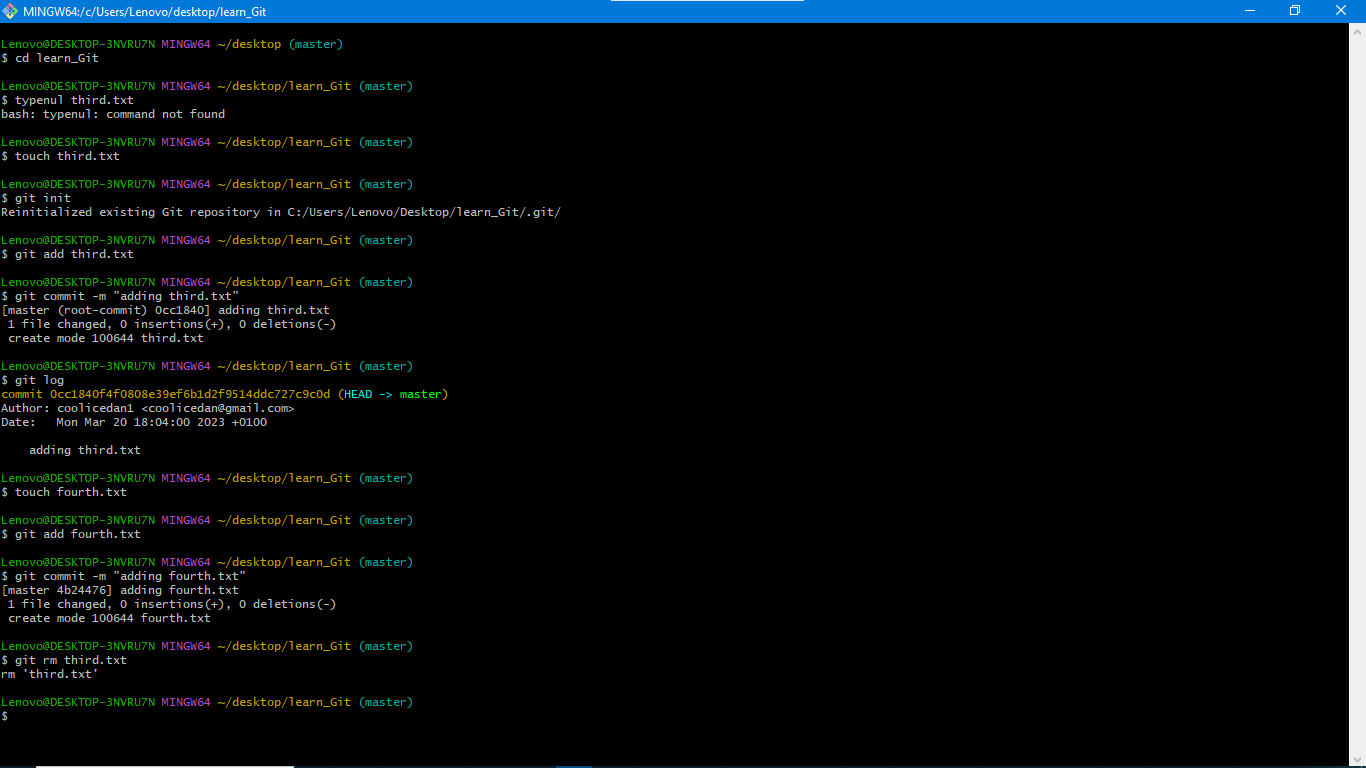 MINGW64:/c/Users/Lenovo/desktop/learn_Git
Lenovo@DESKTOP-3NVRU7N MINGW64 ~/desktop (master)
$ cd learn_Git
Lenovo@DESKTOP-3NVRU7N MINGW64 ~/desktop/learn_Git (master)
$ typenul third.txt
bash: typenul: command not found
Lenovo@DESKTOP-3NVRU7N MINGW64 ~/desktop/learn_Git (master)
$ touch third.txt
Lenovo@DESKTOP-3NVRU7N MINGW64 ~/desktop/learn_Git (master)
$ git init
Reinitialized existing Git repository in C:/Users/Lenovo/Desktop/learn_Git/.git/
Lenovo@DESKTOP-3NVRU7N MINGW64 ~/desktop/learn_Git (master)
$ git add third.txt
Lenovo@DESKTOP-3NVRU7N MINGW64 ~/desktop/learn_Git (master)
$ git commit -m "adding third.txt"
[master (root-commit) 0cc1840] adding third.txt
 1 file changed, 0 insertions(+), 0 deletions(-)
 create mode 100644 third.txt
Lenovo@DESKTOP-3NVRU7N MINGW64 ~/desktop/learn_Git (master)
$ git log
commit 0cc1840f4f0808e39ef6b1d2f9514ddc727c9c0d (HEAD -> master)
Author: coolicedan1 <coolicedan@gmail.com>
Date:   Mon Mar 20 18:04:00 2023 +0100
    adding third.txt
Lenovo@DESKTOP-3NVRU7N MINGW64 ~/desktop/learn_Git (master)
$ touch fourth.txt
Lenovo@DESKTOP-3NVRU7N MINGW64 ~/desktop/learn_Git (master)
$ git add fourth.txt
Lenovo@DESKTOP-3NVRU7N MINGW64 ~/desktop/learn_Git (master)
$ git commit -m "adding fourth.txt"
[master 4b24476] adding fourth.txt
 1 file changed, 0 insertions(+), 0 deletions(-)
 create mode 100644 fourth.txt
Lenovo@DESKTOP-3NVRU7N MINGW64 ~/desktop/learn_Git (master)
$ git rm third.txt
rm 'third.txt'
Lenovo@DESKTOP-3NVRU7N MINGW64 ~/desktop/learn_Git (master)
$